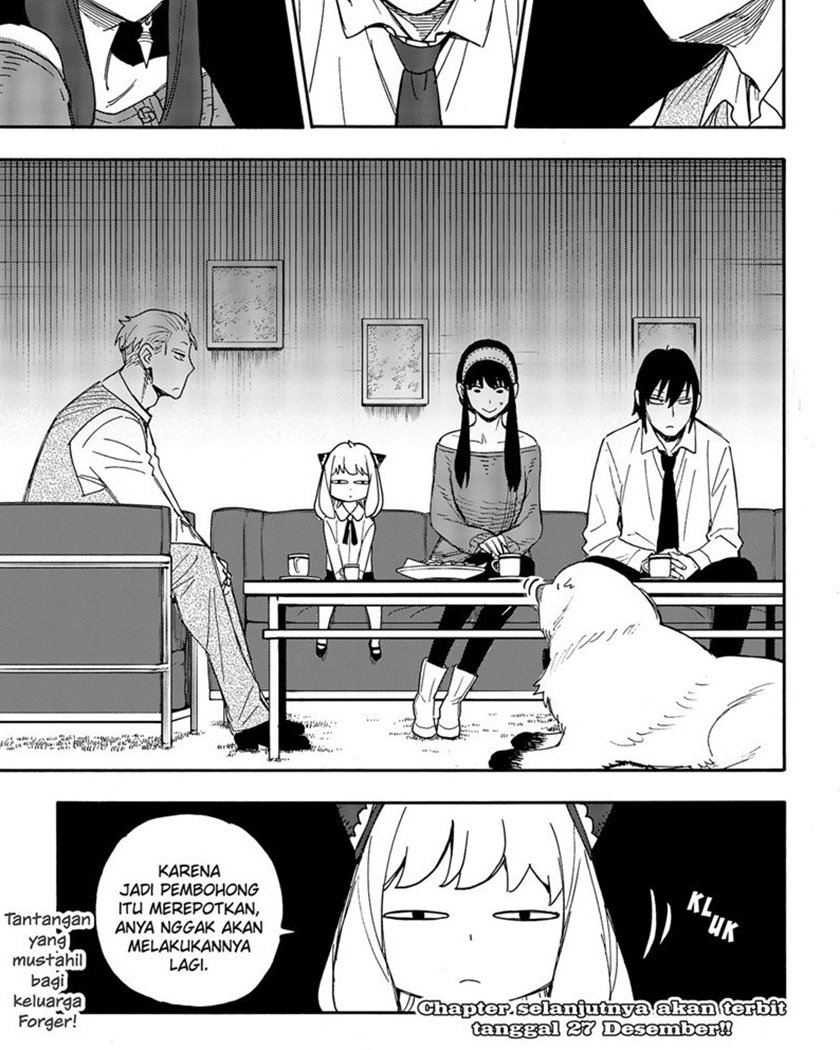 KARENA
JADI PEMBOHONG
ITU MEREPOTKAN,
ANYA NGGAK AKAN
MELAKUKANNYA
LAGI.
KLUK
Tantangan
yang
mustahil
bagi
keluarga
Forger!
Chapter selanjutnya akan terbit
tanggal 27 Desember!!